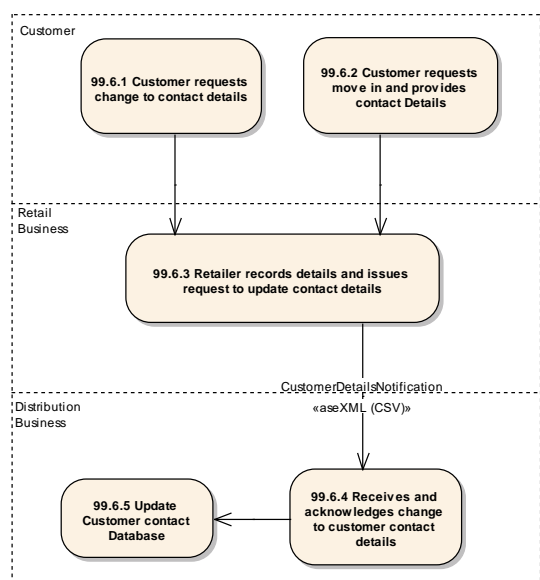 Customer
99.6.1 Customer requests
change to contact details
99.6.2 Customer requests
move in and provides
contact Details
Retail
Business
99.6.3 Retailer records details and issues
request to update contact details
CustomerDetailsNotification
«aseXML (CSV)»
Distribution
Business
99.6.5 Update
Customer contact
Database
99.6.4 Receives and
acknowledges change
to customer contact
details